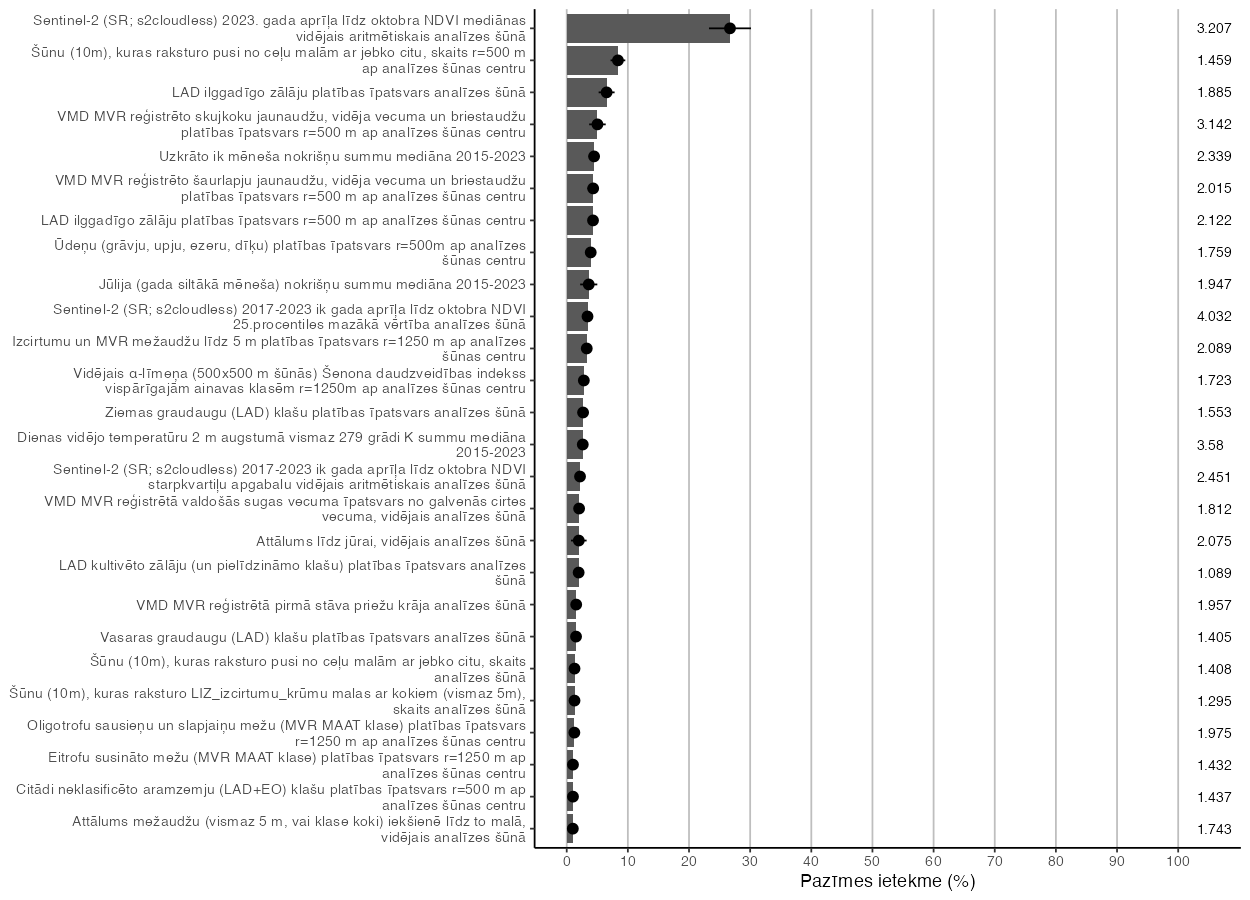 Sentinel-2 (SR; s2cloudless) 2023. gada aprīļa līdz oktobra NDVI mediānas
vidējais aritmētiskais analīzes šūnā
3.207
Šūnu (10m), kuras raksturo pusi no ceļu malām ar jebko citu, skaits r=500 m
ap analīzes šūnas centru
1.459
LAD ilggadīgo zālāju platības īpatsvars analīzes šūnā
1.885
VMD MVR reģistrēto skujkoku jaunaudžu, vidēja vecuma un briestaudžu
platības īpatsvars r=500 m ap analīzes šūnas centru
3.142
Uzkrāto ik mēneša nokrišņu summu mediāna 2015-2023
2.339
VMD MVR reģistrēto šaurlapju jaunaudžu, vidēja vecuma un briestaudžu
platības īpatsvars r=500 m ap analīzes šūnas centru
2.015
LAD ilggadīgo zālāju platības īpatsvars r=500 m ap analīzes šūnas centru
2.122
Ūdeņu (grāvju, upju, ezeru, dīķu) platības īpatsvars r=500m ap analīzes
šūnas centru
1.759
Jūlija (gada siltākā mēneša) nokrišņu summu mediāna 2015-2023
1.947
Sentinel-2 (SR; s2cloudless) 2017-2023 ik gada aprīļa līdz oktobra NDVI
25.procentiles mazākā vērtība analīzes šūnā
4.032
Izcirtumu un MVR mežaudžu līdz 5 m platības īpatsvars r=1250 m ap analīzes
šūnas centru
2.089
Vidējais α-līmeņa (500x500 m šūnās) Šenona daudzveidības indekss
vispārīgajām ainavas klasēm r=1250m ap analīzes šūnas centru
1.723
Ziemas graudaugu (LAD) klašu platības īpatsvars analīzes šūnā
1.553
Dienas vidējo temperatūru 2 m augstumā vismaz 279 grādi K summu mediāna
2015-2023
3.58
Sentinel-2 (SR; s2cloudless) 2017-2023 ik gada aprīļa līdz oktobra NDVI
starpkvartiļu apgabalu vidējais aritmētiskais analīzes šūnā
2.451
VMD MVR reģistrētā valdošās sugas vecuma īpatsvars no galvenās cirtes
vecuma, vidējais analīzes šūnā
1.812
Attālums līdz jūrai, vidējais analīzes šūnā
2.075
LAD kultivēto zālāju (un pielīdzināmo klašu) platības īpatsvars analīzes
šūnā
1.089
VMD MVR reģistrētā pirmā stāva priežu krāja analīzes šūnā
1.957
Vasaras graudaugu (LAD) klašu platības īpatsvars analīzes šūnā
1.405
Šūnu (10m), kuras raksturo pusi no ceļu malām ar jebko citu, skaits
analīzes šūnā
1.408
Šūnu (10m), kuras raksturo LIZ_izcirtumu_krūmu malas ar kokiem (vismaz 5m),
skaits analīzes šūnā
1.295
Oligotrofu sausieņu un slapjaiņu mežu (MVR MAAT klase) platības īpatsvars
r=1250 m ap analīzes šūnas centru
1.975
Eitrofu susināto mežu (MVR MAAT klase) platības īpatsvars r=1250 m ap
analīzes šūnas centru
1.432
Citādi neklasificēto aramzemju (LAD+EO) klašu platības īpatsvars r=500 m ap
analīzes šūnas centru
1.437
Attālums mežaudžu (vismaz 5 m, vai klase koki) iekšienē līdz to malā,
vidējais analīzes šūnā
1.743
0 10 20 30 40 50 60 70 80 90 100
Pazīmes ietekme (%)